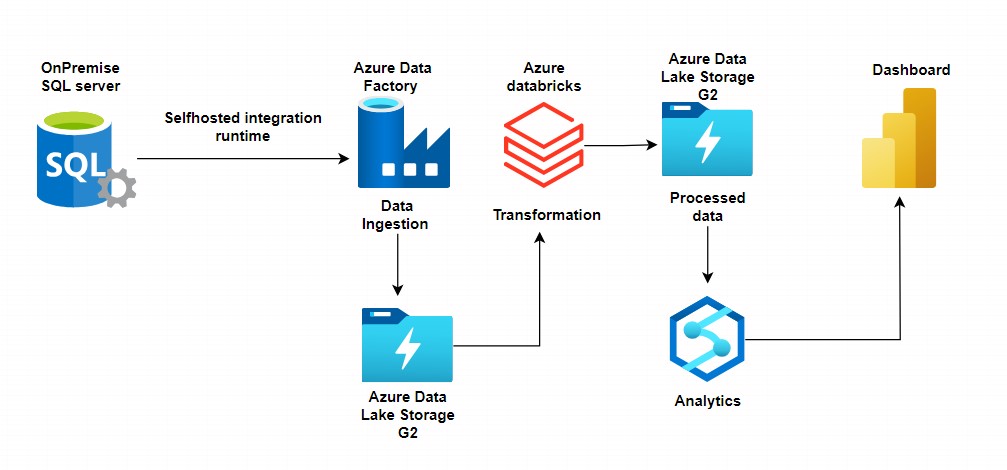 OnPremise
SQL server
SQL
Selfhosted integration
runtime
Azure Data
Factory
Data
Ingestion
Azure Data
Lake Storage
G2
Azure
databricks
Transformation
Azure Data
Lake Storage
G2
Processed
data
Analytics
Dashboard